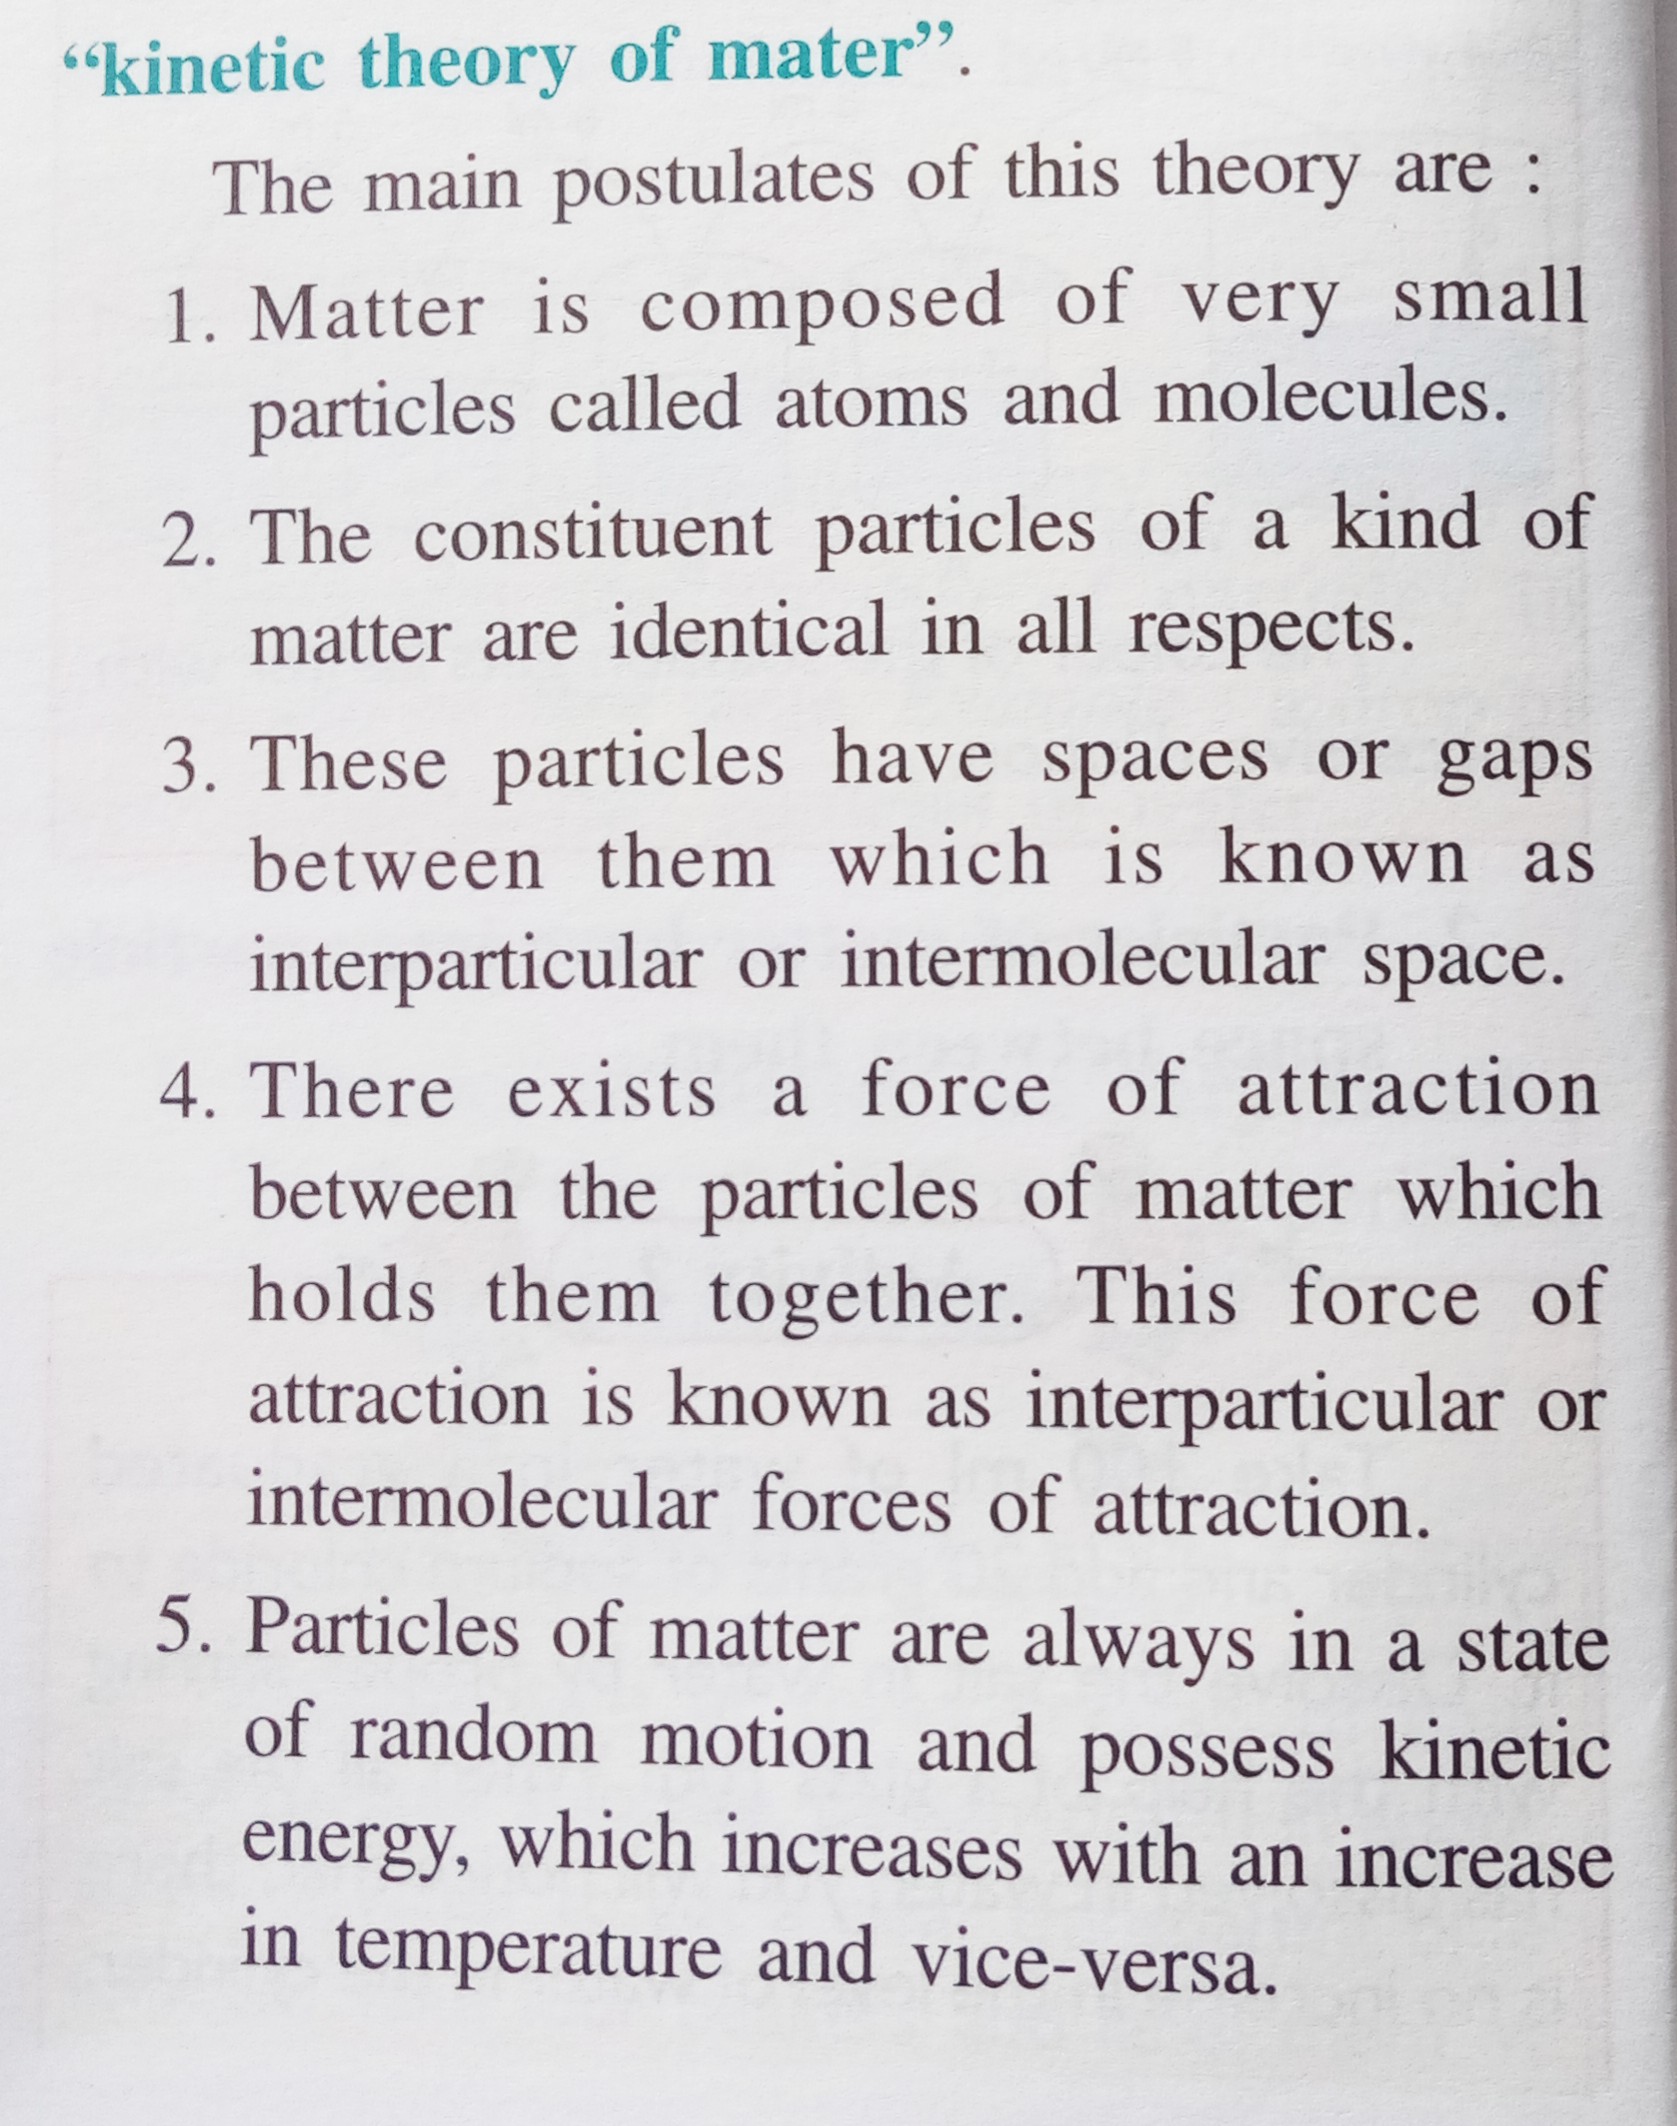 “kinetic theory of mater”.
The main postulates of this theory are :
1. Matter is composed of very small
particles called atoms and molecules.
2. The constituent particles of a kind of
matter are identical in all respects.
3. These particles have spaces or gaps
between them which is known as
interparticular or intermolecular space.
4. There exists a force of attraction
between the particles of matter which
holds them together. This force of
attraction is known as interparticular or
intermolecular forces of attraction.
5. Particles of matter are always in a state
of random motion and possess kinetic
energy, which increases with an increase
in temperature and vice-versa.